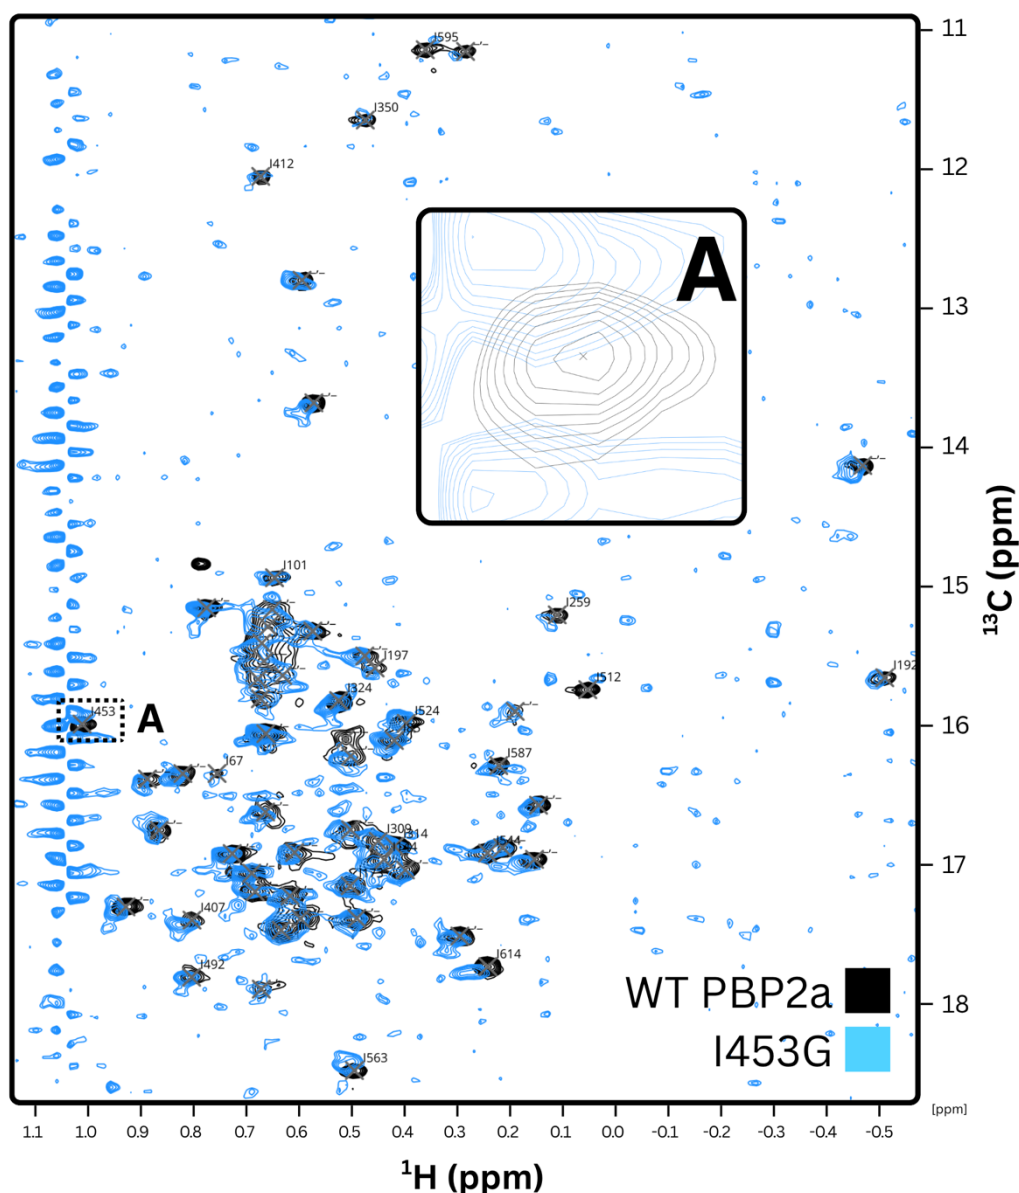 I595
I350
11
I412
12
A
13
14
I101
15
I259
I197
I192
I324
I512
I453
A
I524
16
I587
I67
I309
I314
I544
17
I407
I614
I492
WT PBP2a
18
I453G
I563
[ppm]
1.1 1.0 0.9 0.8 0.7 0.6 0.5 0.4 0.3 0.2 0.1 0.0 -0.1 -0.2 -0.3 -0.4 -0.5
¹H (ppm)
¹³C (ppm)